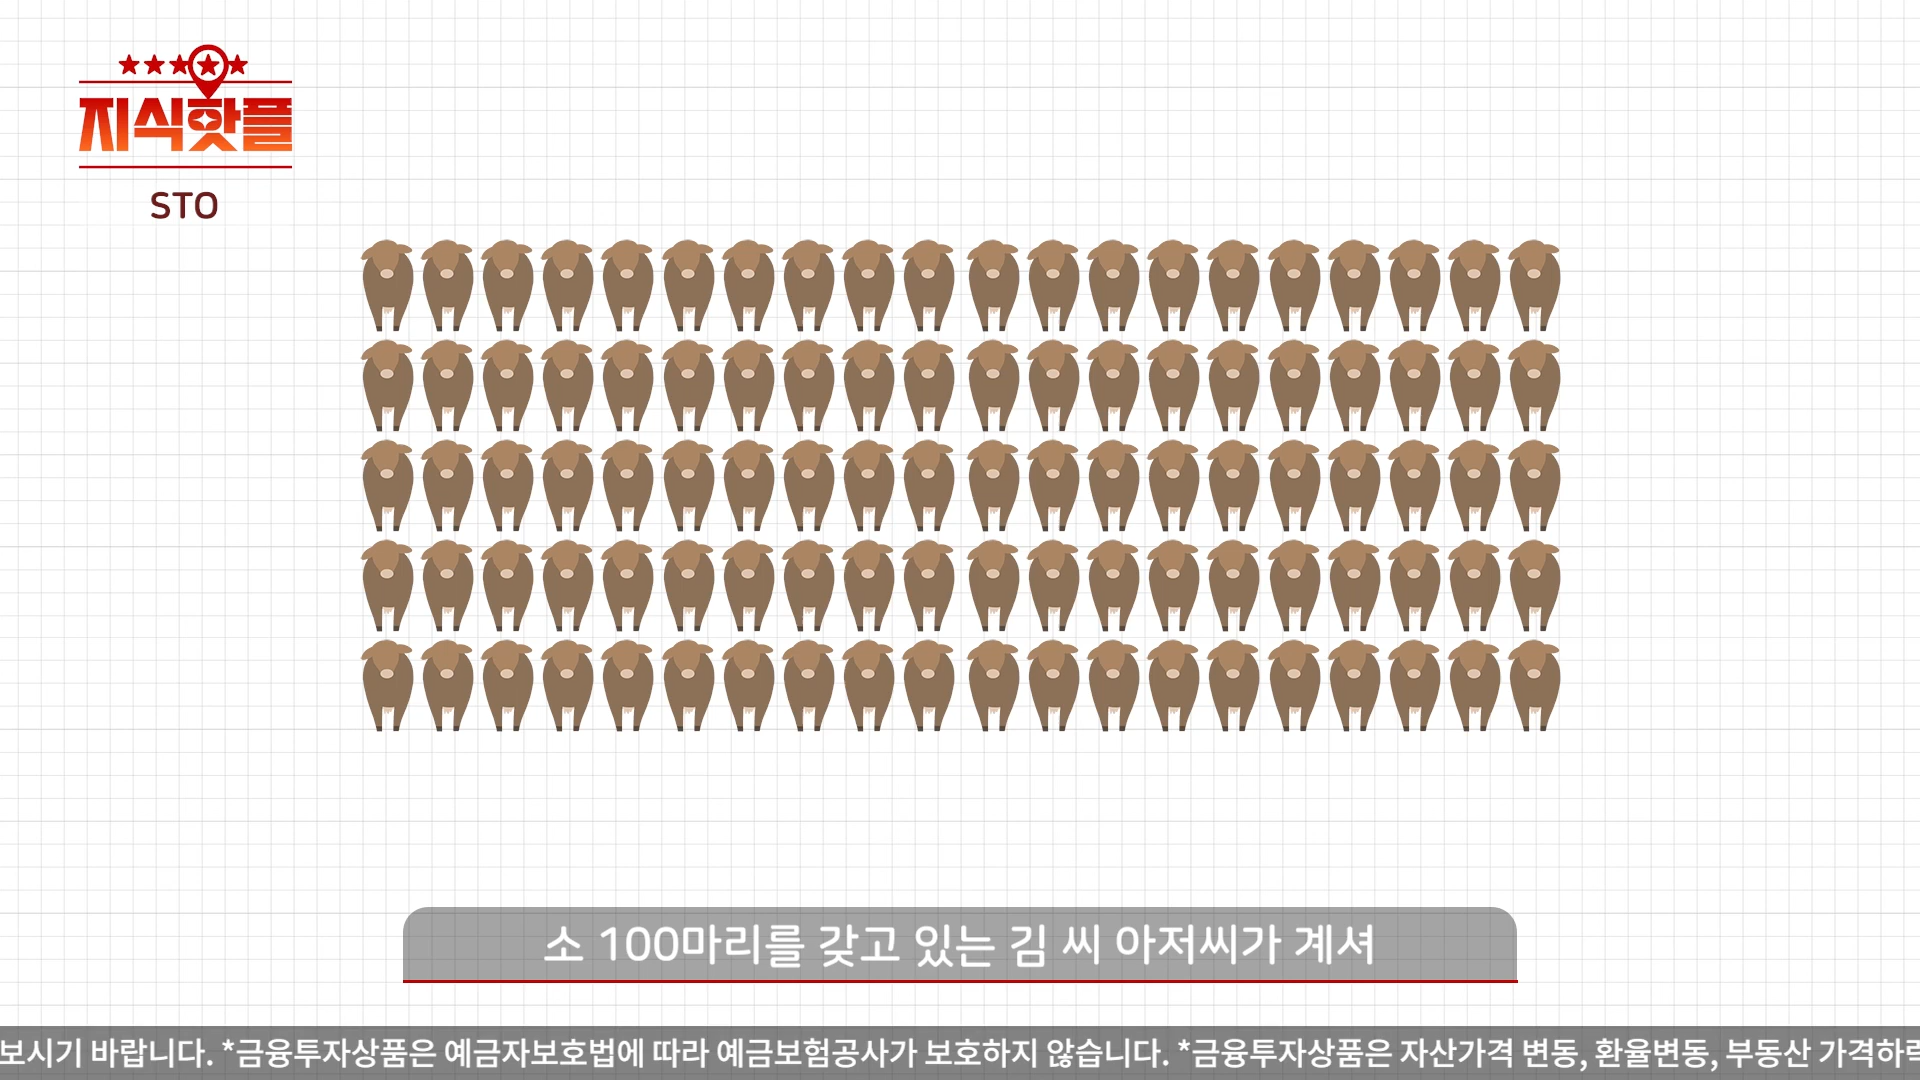 지식핫플
STO
소 100마리를 갖고 있는 김 씨 아저씨가 계셔
보시기 바랍니다. *금융투자상품은 예금자보호법에 따라 예금보험공사가 보호하지 않습니다. *금융투자상품은 자산가격 변동, 환율변동, 부동산 가격하락